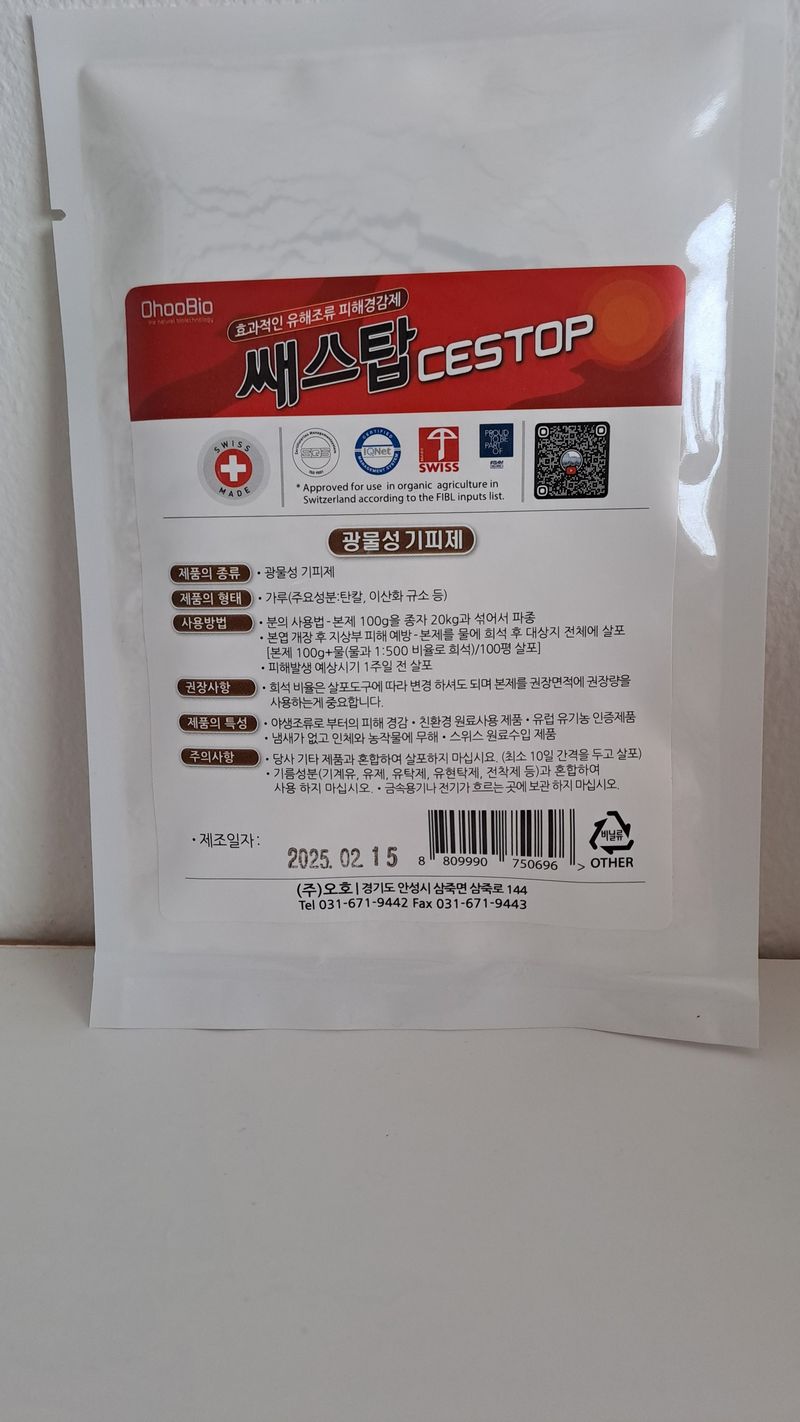 OhooBio
효과적인 유해조류 피해경감제
쌔스탑 CESTOP
SWISS MADE
SGS
CERTIFIED IQNet MANAGEMENT SYSTEM
SWISS
PROUD TO BE PART OF
* Approved for use in organic agriculture in
Switzerland according to the FIBL inputs list.
광물성 기피제
제품의 종류 • 광물성 기피제
제품의 형태 • 가루(주요성분:탄칼, 이산화 규소 등)
사용방법 • 분의 사용법 - 본제 100g을 종자 20kg과 섞어서 파종
• 본엽 개장 후 지상부 피해 예방 - 본제를 물에 희석 후 대상지 전체에 살포
[본제 100g+물(물과 1:500 비율로 희석)/100평 살포]
• 피해발생 예상시기 1주일 전 살포
권장사항 • 희석 비율은 살포도구에 따라 변경 하셔도 되며 본제를 권장면적에 권장량을
사용하는게 중요합니다.
제품의 특성 • 야생조류로 부터의 피해 경감 • 친환경 원료사용 제품 • 유럽 유기농 인증제품
• 냄새가 없고 인체와 농작물에 무해 • 스위스 원료수입 제품
주의사항 • 당사 기타 제품과 혼합하여 살포하지 마십시요. (최소 10일 간격을 두고 살포)
• 기름성분(기계유, 유제, 유탁제, 유현탁제, 전착제 등)과 혼합하여
사용 하지 마십시오. • 금속용기나 전기가 흐르는 곳에 보관 하지 마십시오.
• 제조일자 : 2025. 02. 15
8 809990 750696 >
비닐류
OTHER
(주)오호 | 경기도 안성시 삼죽면 삼죽로 144
Tel 031-671-9442 Fax 031-671-9443